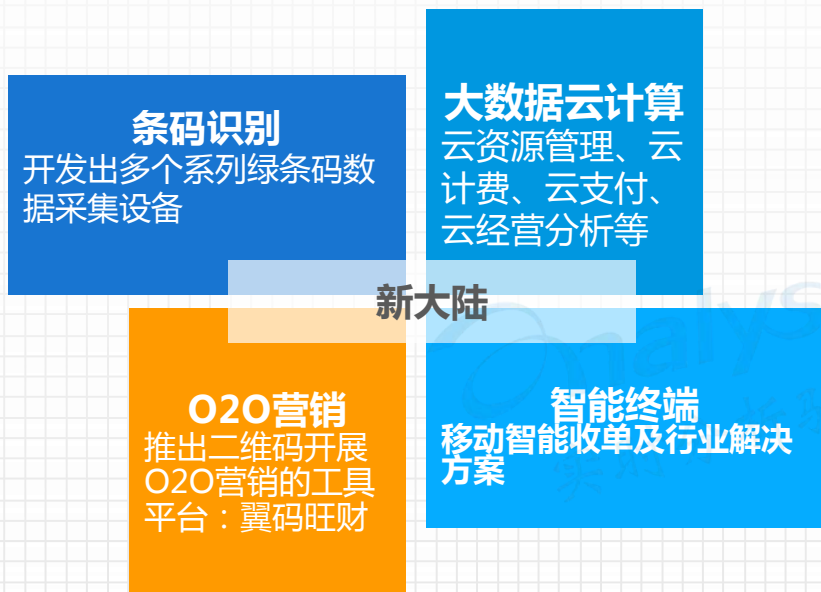 条码识别
开发出多个系列绿条码数
据采集设备
大数据云计算
云资源管理、云
计费、云支付、
云经营分析等
新大陆
O2O营销
推出二维码开展
O2O营销的工具
平台：翼码旺财
智能终端
移动智能收单及行业解决
方案